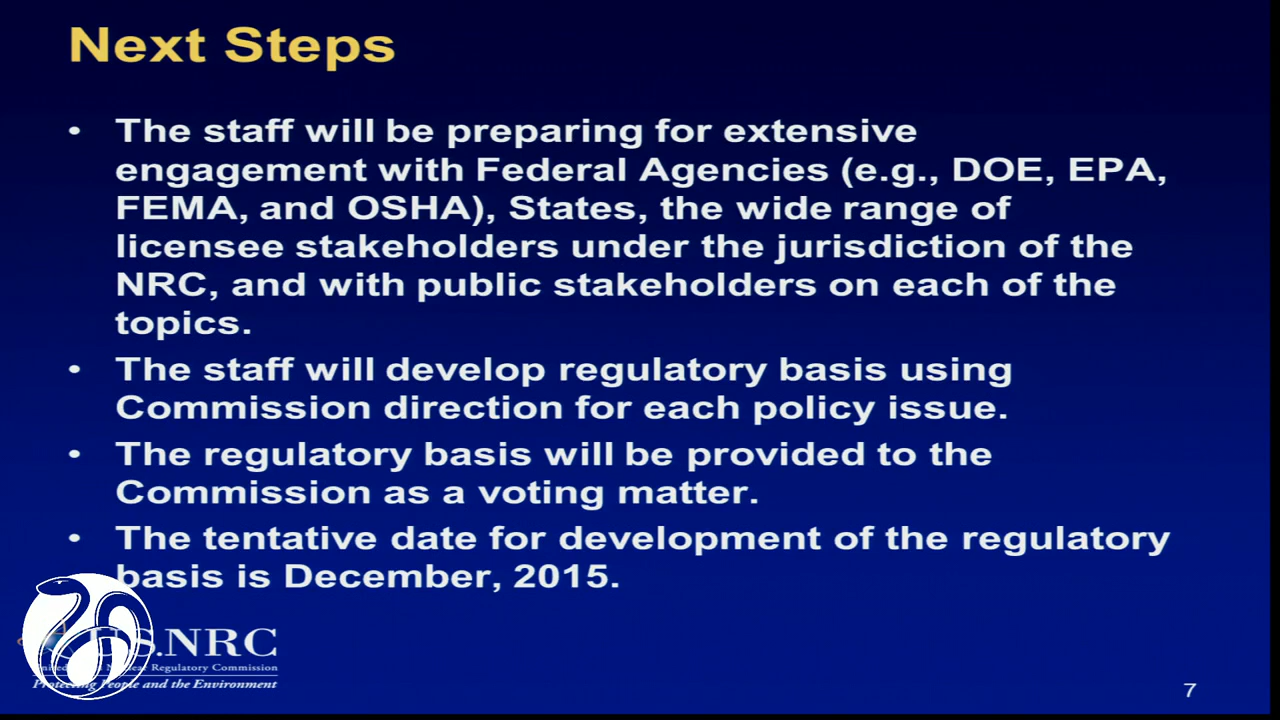 Next Steps
• The staff will be preparing for extensive
engagement with Federal Agencies (e.g., DOE, EPA,
FEMA, and OSHA), States, the wide range of
licensee stakeholders under the jurisdiction of the
NRC, and with public stakeholders on each of the
topics.
• The staff will develop regulatory basis using
Commission direction for each policy issue.
• The regulatory basis will be provided to the
Commission as a voting matter.
• The tentative date for development of the regulatory
basis is December, 2015.
U.S.NRC
United Nuclear Regulatory Commission
Protecting People and the Environment
7